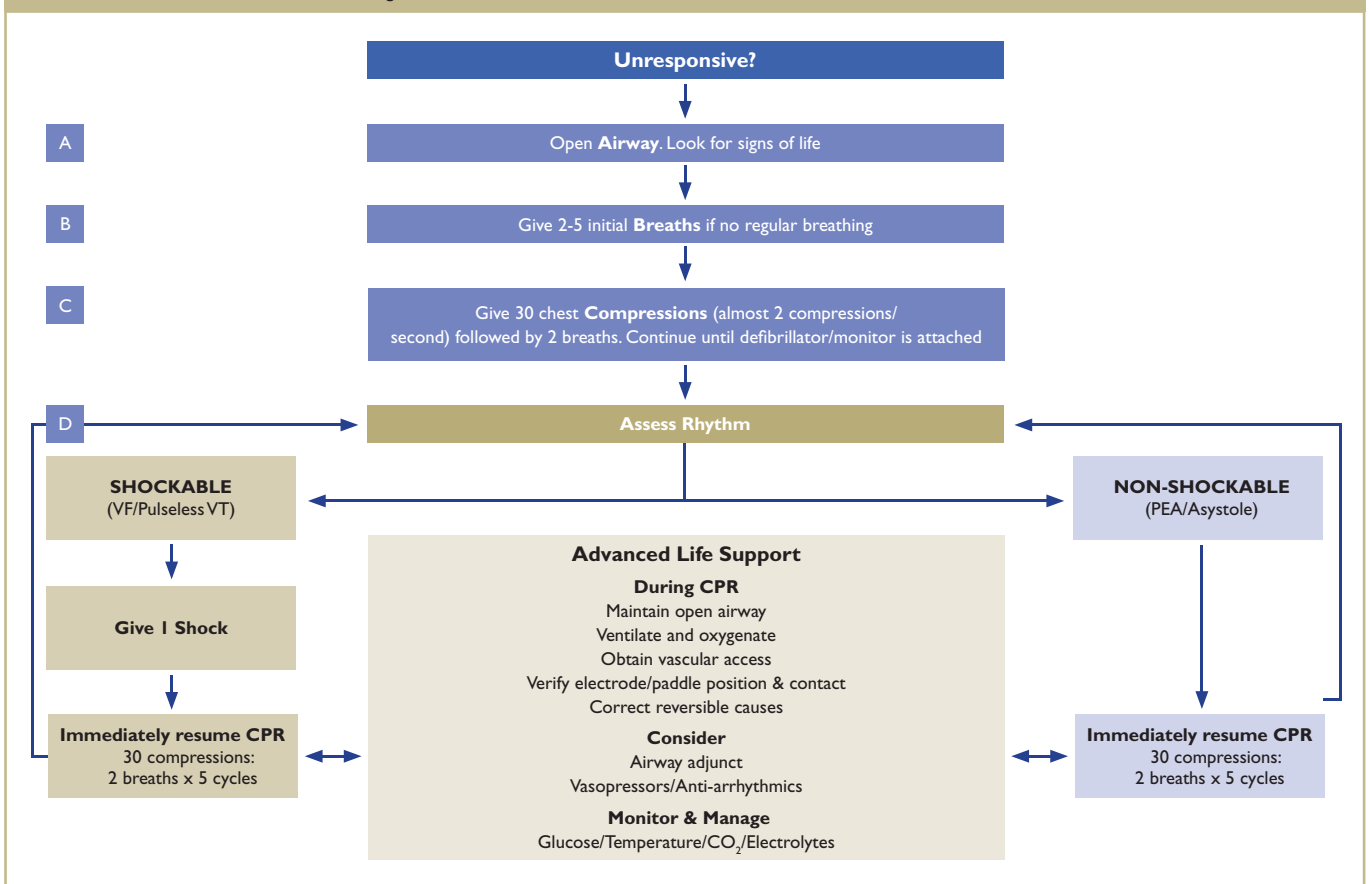 Unresponsive?
A
Open Airway. Look for signs of life
B
Give 2-5 initial Breaths if no regular breathing
C
Give 30 chest Compressions (almost 2 compressions/
second) followed by 2 breaths. Continue until defibrillator/monitor is attached
D
Assess Rhythm
SHOCKABLE
(VF/Pulseless VT)
NON-SHOCKABLE
(PEA/Asystole)
Give 1 Shock
Immediately resume CPR
30 compressions:
2 breaths x 5 cycles
Advanced Life Support
During CPR
Maintain open airway
Ventilate and oxygenate
Obtain vascular access
Verify electrode/paddle position & contact
Correct reversible causes
Consider
Airway adjunct
Vasopressors/Anti-arrhythmics
Monitor & Manage
Glucose/Temperature/CO₂/Electrolytes
Immediately resume CPR
30 compressions:
2 breaths x 5 cycles